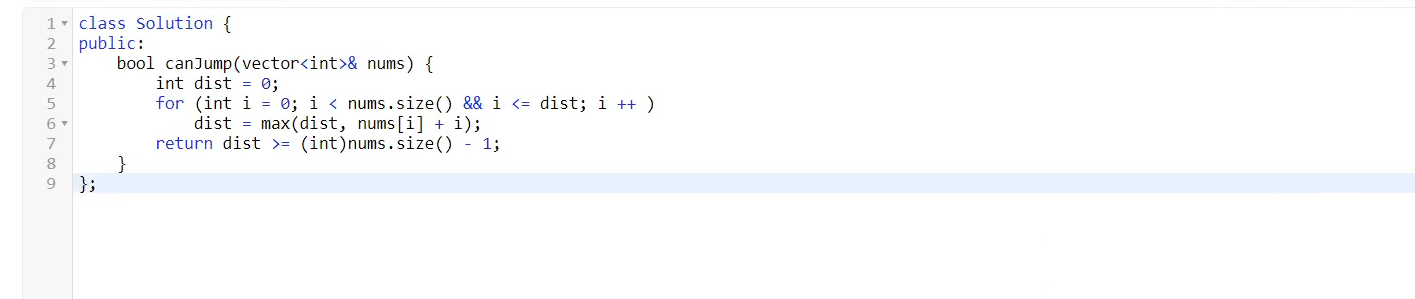 1 class Solution {
2 public:
3     bool canJump(vector<int>& nums) {
4         int dist = 0;
5         for (int i = 0; i < nums.size() && i <= dist; i ++ )
6             dist = max(dist, nums[i] + i);
7         return dist >= (int)nums.size() - 1;
8     }
9 };